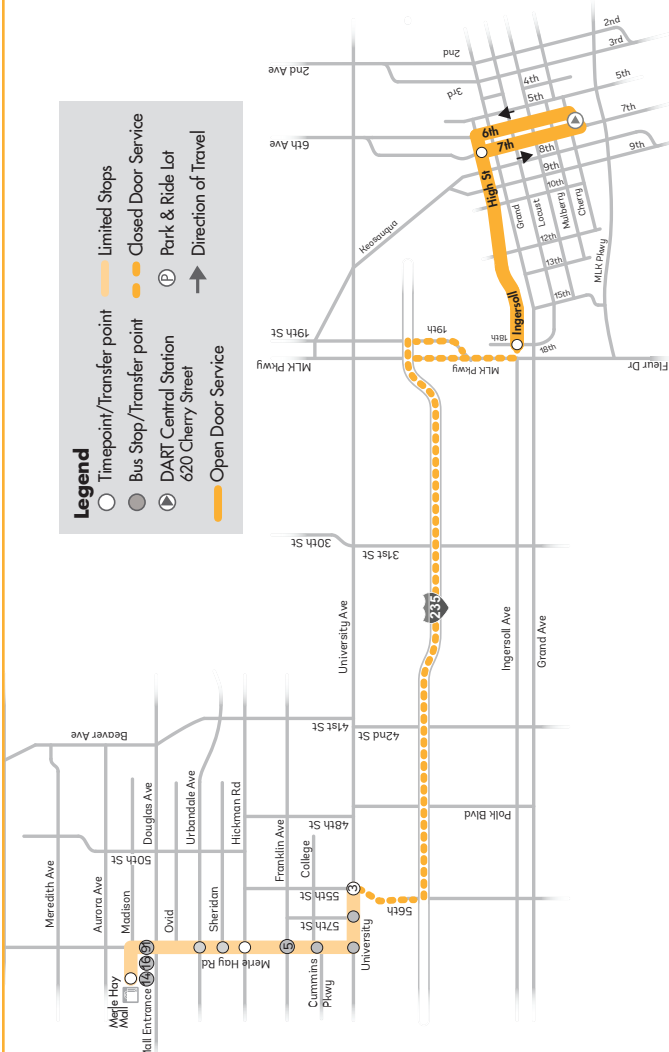 Legend
Timepoint/Transfer point
Bus Stop/Transfer point
DART Central Station
620 Cherry Street
Open Door Service
Limited Stops
Closed Door Service
P Park & Ride Lot
Direction of Travel
2nd Ave
6th Ave
Keosauqua
19th St
MLK Pkwy
2nd
3rd
2nd
3rd
4th
5th
5th
6th
7th
7th
8th
9th
9th
10th
12th
13th
15th
18th
18th
19th
High St
Grand
Locust
Mulberry
Cherry
MLK Pkwy
Ingersoll
MLK Pkwy
Fleur Dr
30th St
31st St
University Ave
235
Ingersoll Ave
Grand Ave
Beaver Ave
41st St
42nd St
48th St
Polk Blvd
50th St
55th St
56th
57th St
Meredith Ave
Aurora Ave
Madison
Douglas Ave
Ovid
Urbandale Ave
Sheridan
Hickman Rd
Franklin Ave
College
Merle Hay Rd
Cummins
Pkwy
University
Merle Hay
Mall
all Entrance
14
16
91
5
3